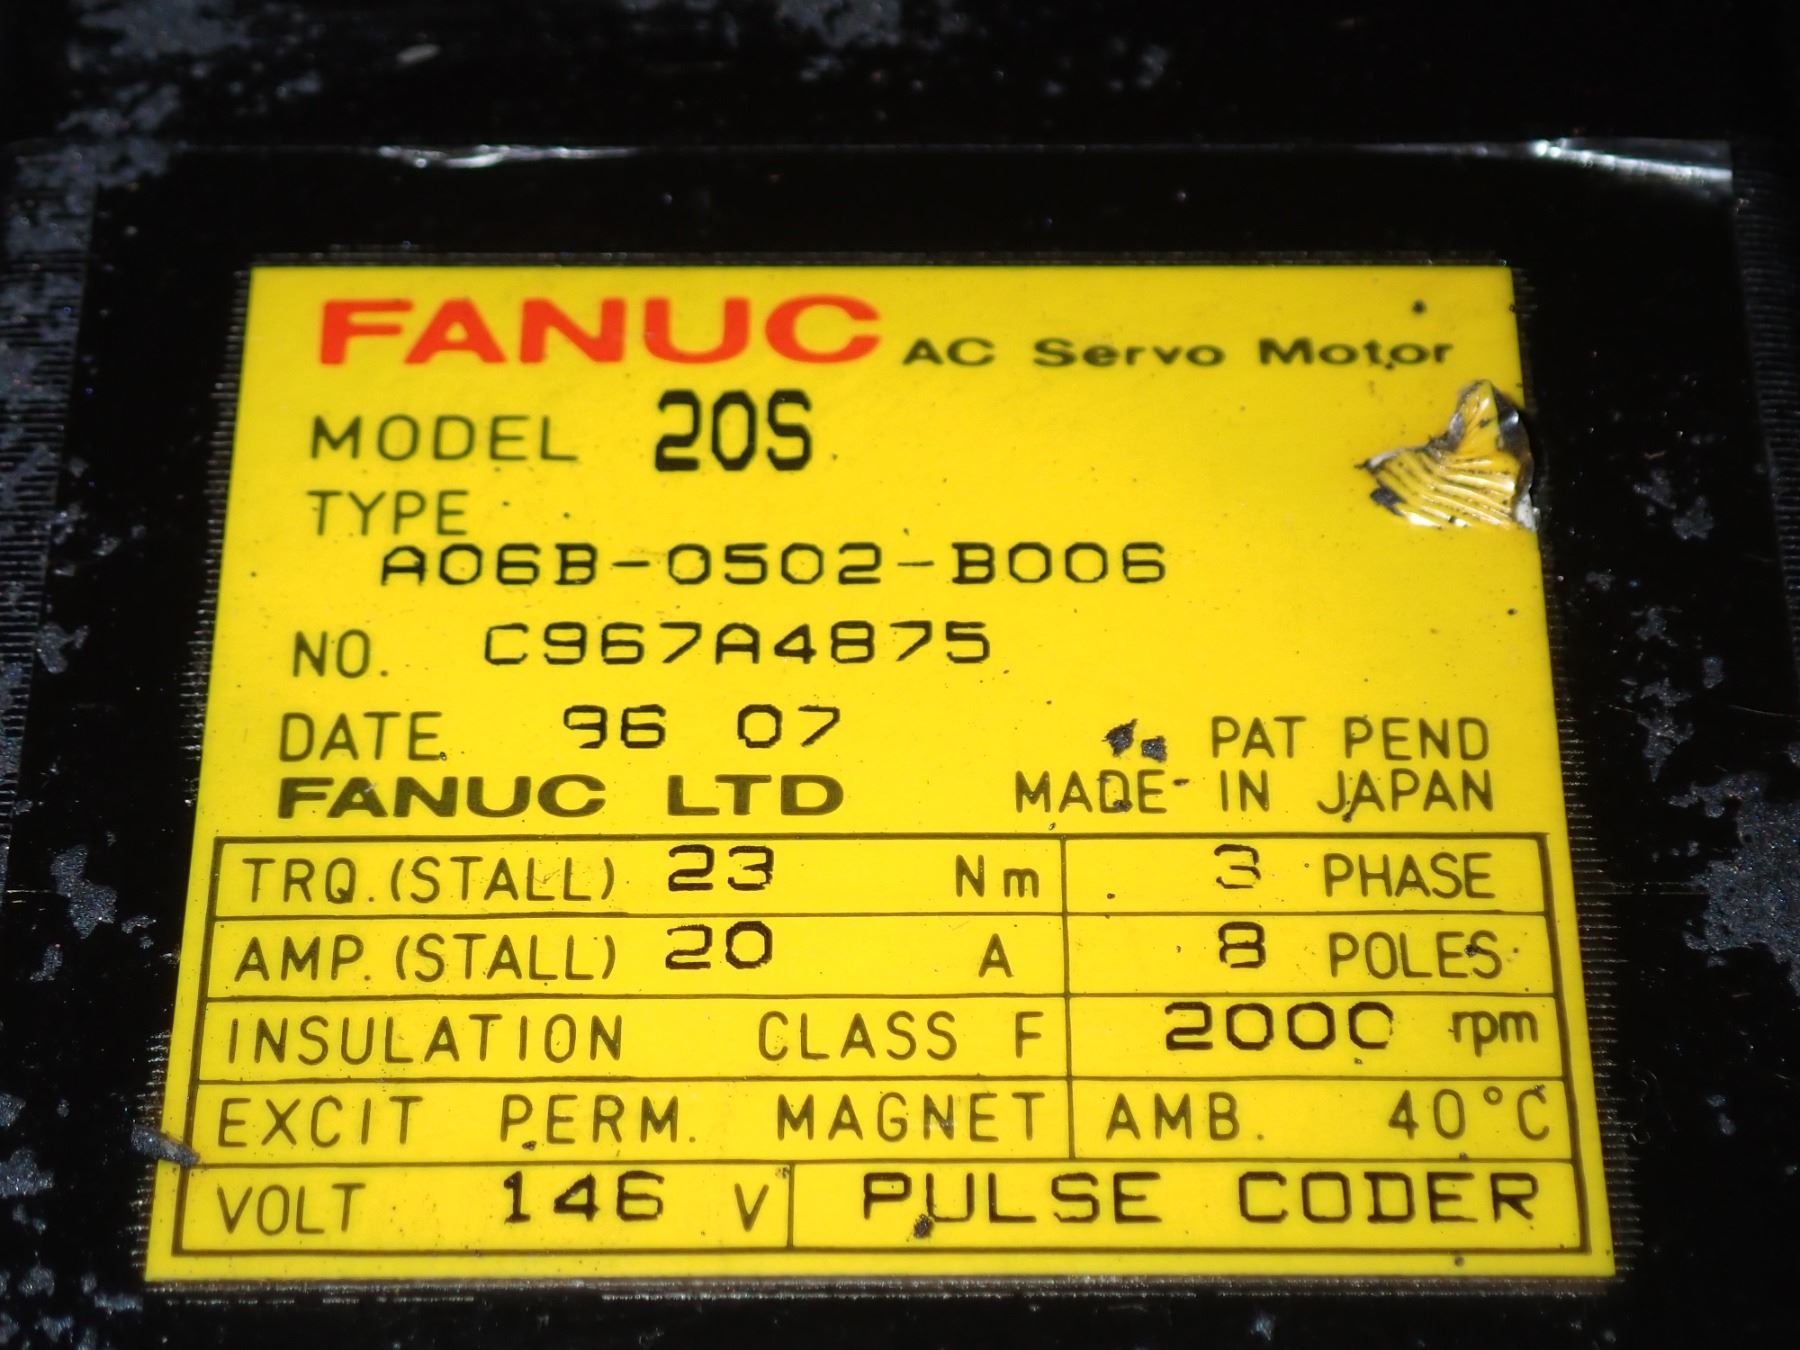 FANUC AC Servo Motor
MODEL 20S
TYPE
A06B-0502-B006
NO. C967A4875
DATE 96 07
PAT PEND
FANUC LTD MADE IN JAPAN
TRQ. (STALL) 23 Nm 3 PHASE
AMP. (STALL) 20 A 8 POLES
INSULATION CLASS F 2000 rpm
EXCIT PERM. MAGNET AMB. 40°C
VOLT 146 V PULSE CODER